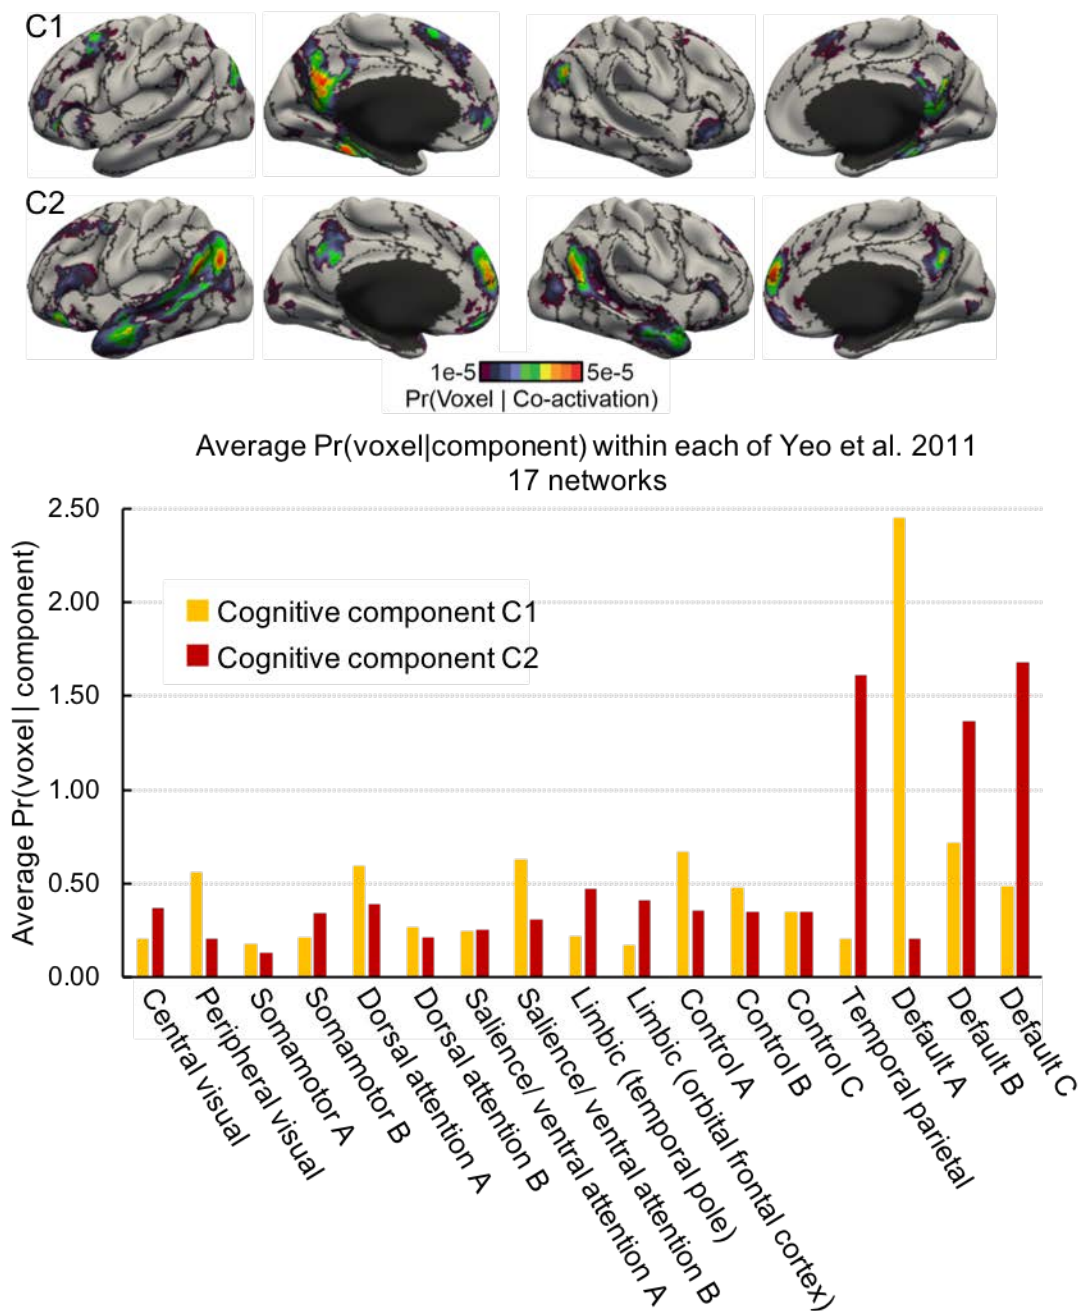 C1
C2
1e-5 5e-5
Pr(Voxel | Co-activation)
Average Pr(voxel|component) within each of Yeo et al. 2011
17 networks
Average Pr(voxel | component)
2.50
2.00
1.50
1.00
0.50
0.00
Cognitive component C1
Cognitive component C2
Central visual
Peripheral visual
Somamotor A
Somamotor B
Dorsal attention A
Dorsal attention B
Salience/ ventral attention A
Salience/ ventral attention B
Limbic (temporal pole)
Limbic (orbital frontal cortex)
Control A
Control B
Control C
Temporal parietal
Default A
Default B
Default C